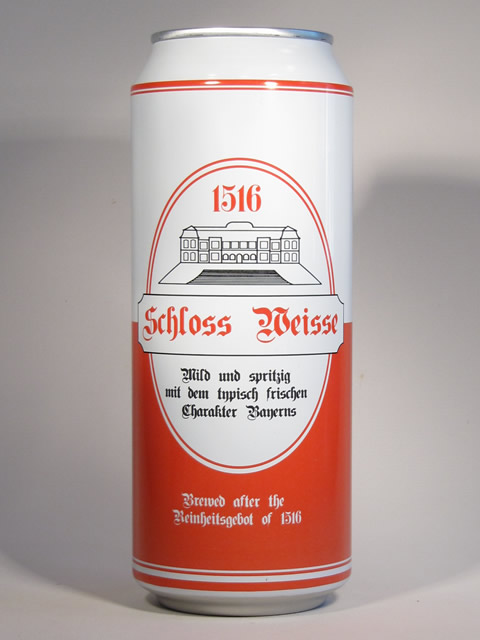 1516
Schloss Weisse
Mild und spritzig
mit dem typisch frischen
Charakter Bayerns
Brewed after the
Reinheitsgebot of 1516